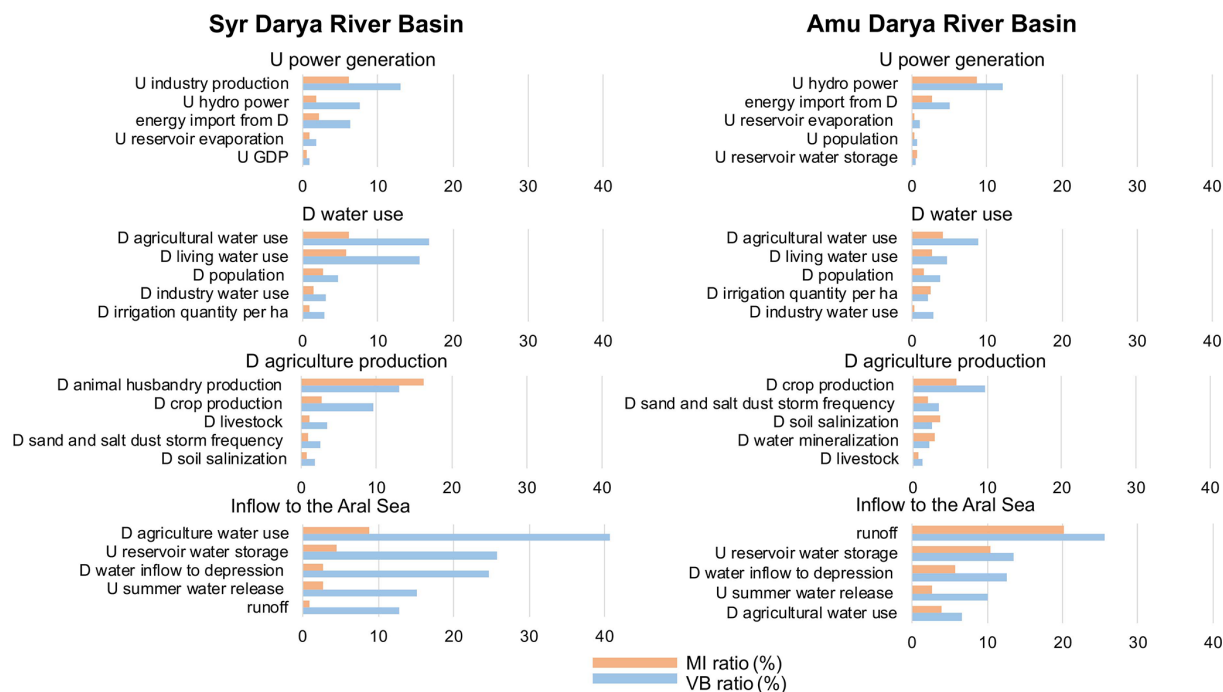 Syr Darya River Basin
U power generation
U industry production
U hydro power
energy import from D
U reservoir evaporation
U GDP
0 10 20 30 40
D water use
D agricultural water use
D living water use
D population
D industry water use
D irrigation quantity per ha
0 10 20 30 40
D agriculture production
D animal husbandry production
D crop production
D livestock
D sand and salt dust storm frequency
D soil salinization
0 10 20 30 40
Inflow to the Aral Sea
D agriculture water use
U reservoir water storage
D water inflow to depression
U summer water release
runoff
0 10 20 30 40
Amu Darya River Basin
U power generation
U hydro power
energy import from D
U reservoir evaporation
U population
U reservoir water storage
0 10 20 30 40
D water use
D agricultural water use
D living water use
D population
D irrigation quantity per ha
D industry water use
0 10 20 30 40
D agriculture production
D crop production
D sand and salt dust storm frequency
D soil salinization
D water mineralization
D livestock
0 10 20 30 40
Inflow to the Aral Sea
runoff
U reservoir water storage
D water inflow to depression
U summer water release
D agricultural water use
0 10 20 30 40
MI ratio (%)
VB ratio (%)